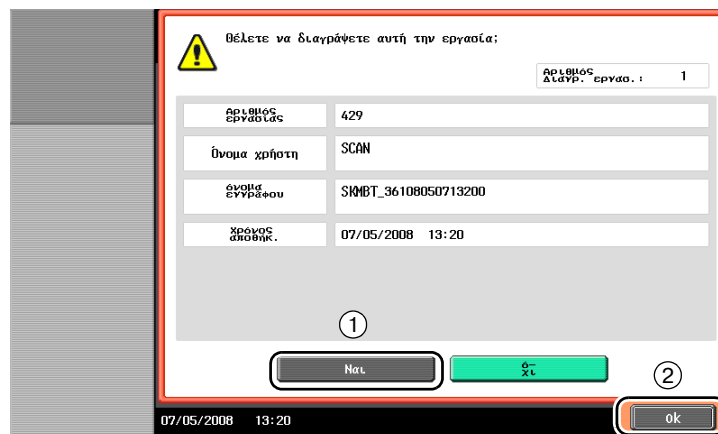 Θέλετε να διαγράψετε αυτή την εργασία;
Αριθμός
Διαγρ. εργασ.: 1
Αριθμός
εργασίας
429
Όνομα χρήστη
SCAN
όνομα
εγγράφου
SKMBT_36108050713200
Χρόνος
αποθήκ.
07/05/2008 13:20
1
Ναι
ό-
χι
2
07/05/2008 13:20
ok